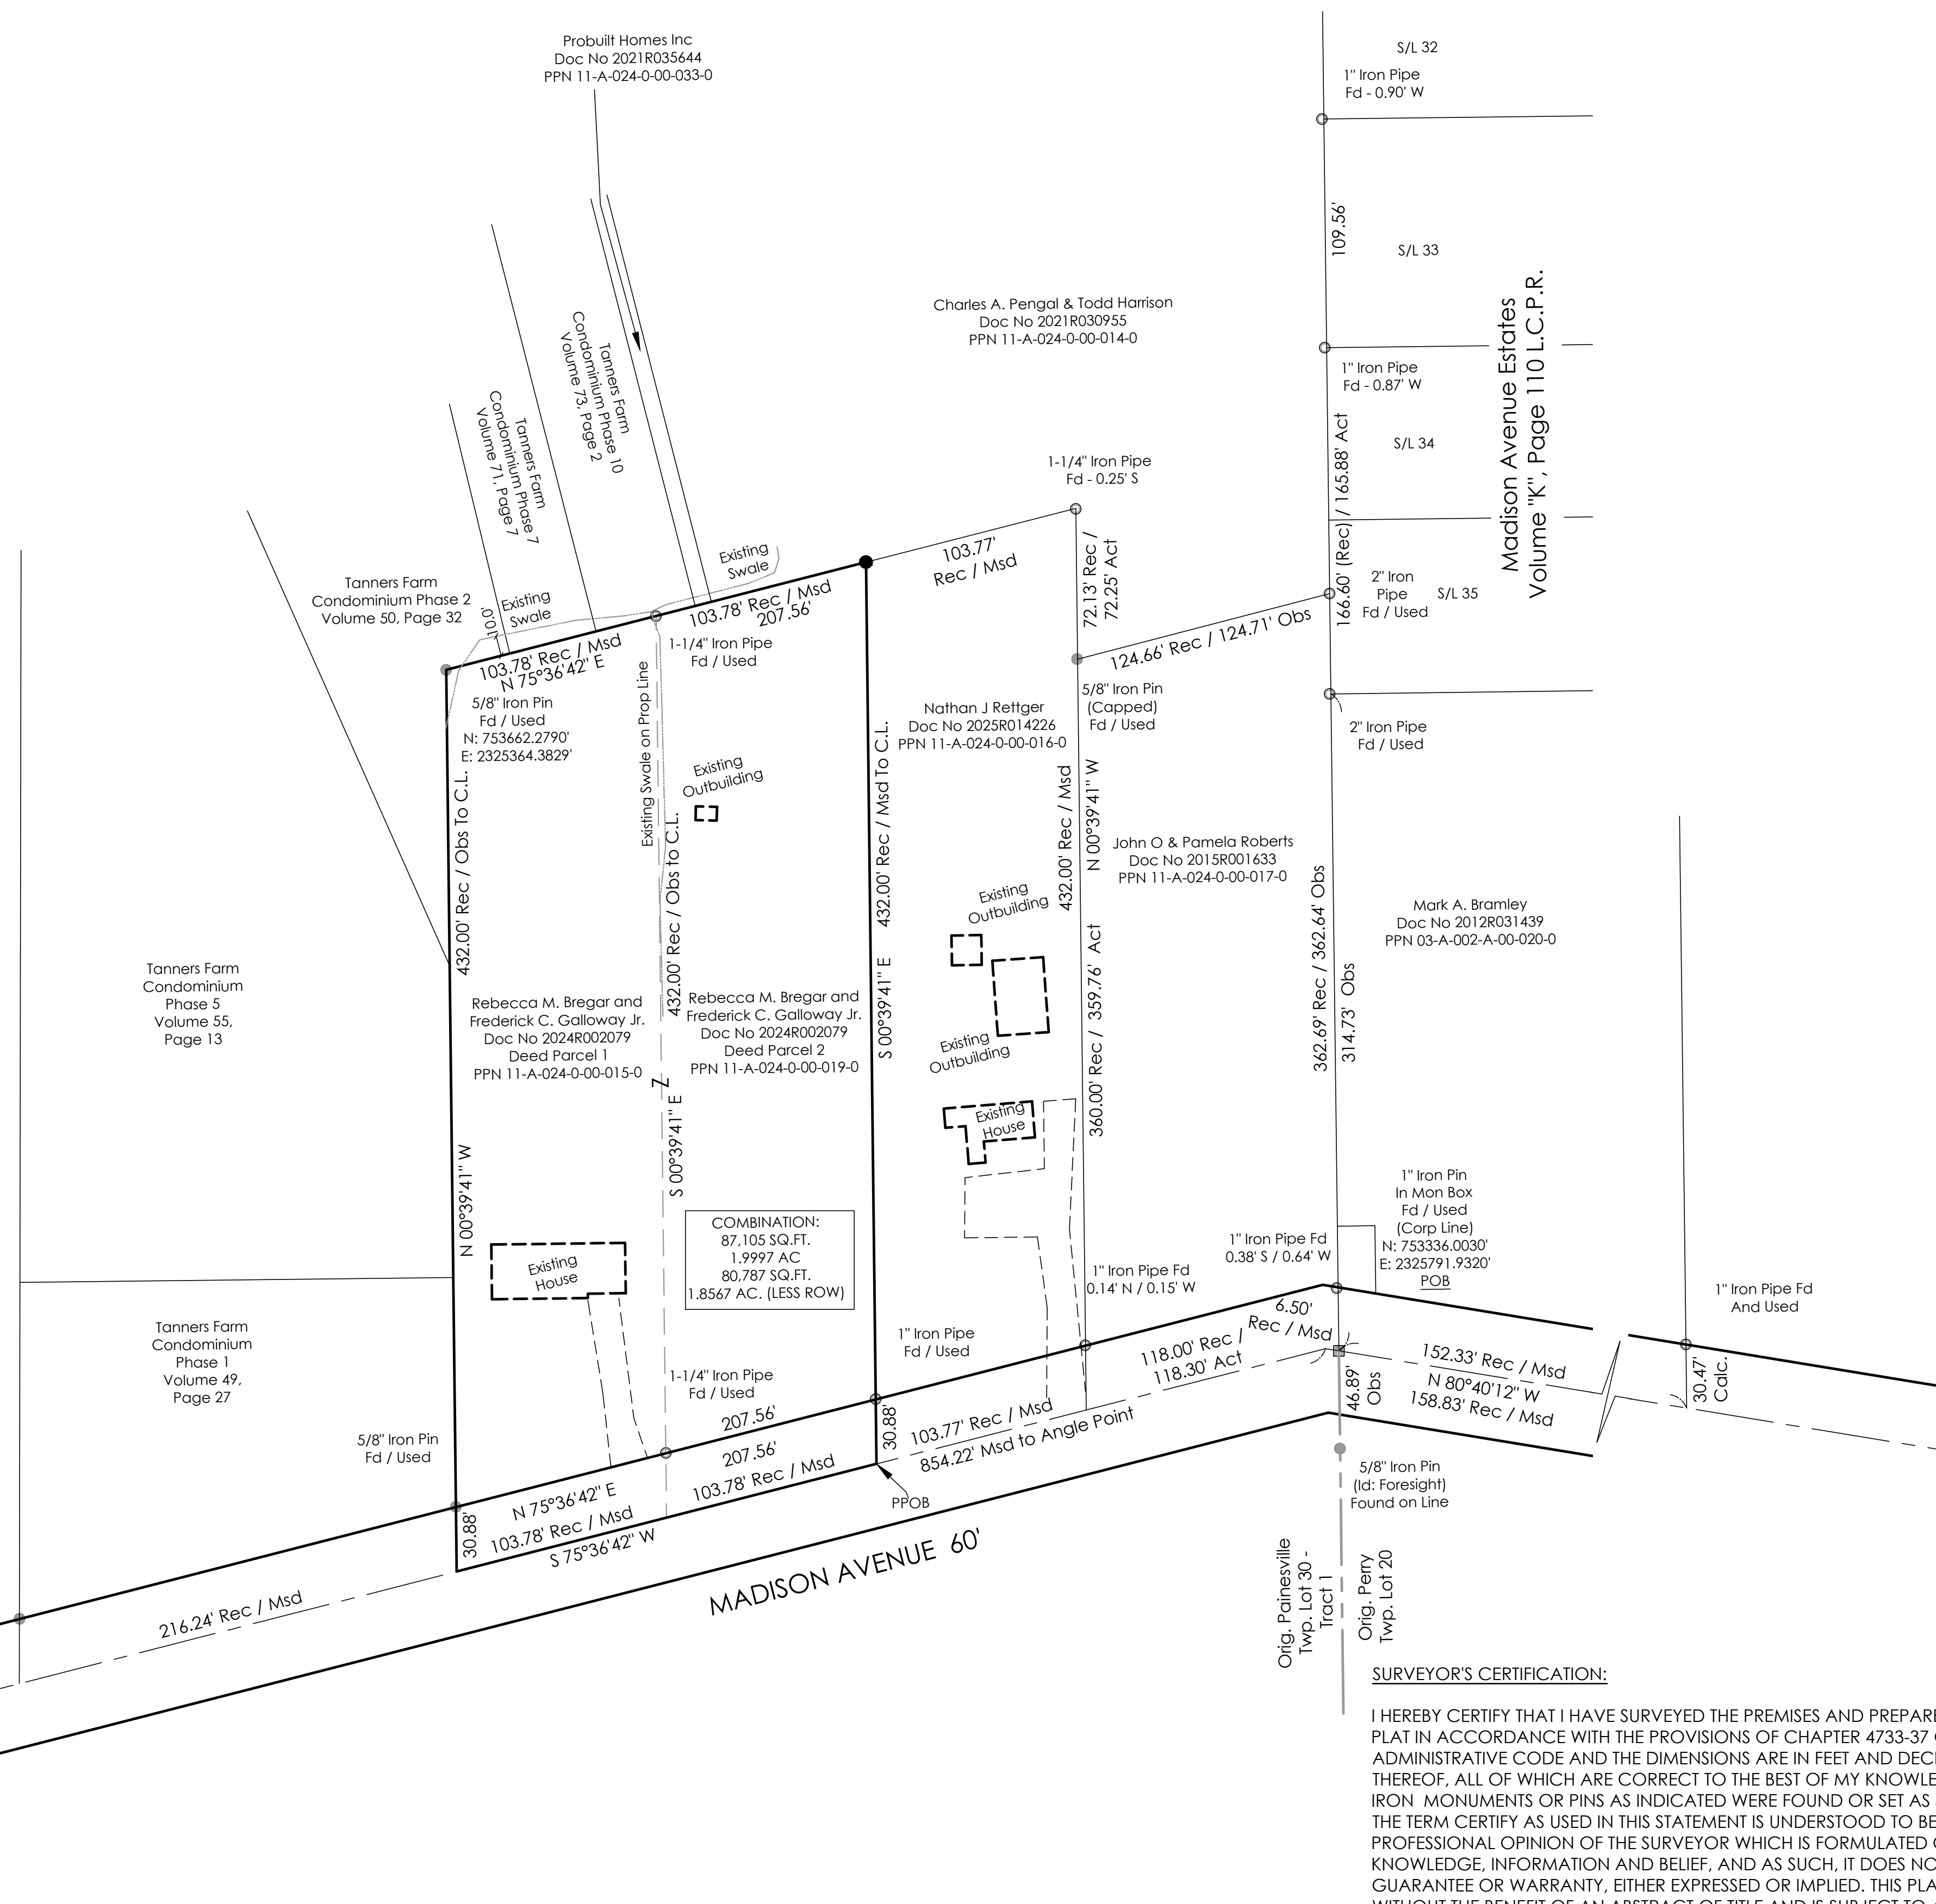 Probuilt Homes Inc
Doc No 2021R035644
PPN 11-A-024-0-00-033-0
S/L 32
1" Iron Pipe
Fd - 0.90' W
109.56'
S/L 33
Madison Avenue Estates
Volume "K", Page 110 L.C.P.R.
Charles A. Pengal & Todd Harrison
Doc No 2021R030955
PPN 11-A-024-0-00-014-0
Tanners Farm
Condominium Phase 10
Volume 73, Page 2
Tanners Farm
Condominium Phase 7
Volume 71, Page 7
1" Iron Pipe
Fd - 0.87' W
S/L 34
166.60' (Rec) / 165.88' Act
1-1/4" Iron Pipe
Fd - 0.25' S
103.77'
Rec / Msd
72.13' Rec /
72.25' Act
2" Iron
Pipe
Fd / Used
S/L 35
Tanners Farm
Condominium Phase 2
Volume 50, Page 32
10.0'
Existing
Swale
Existing
Swale
103.78' Rec / Msd
207.56'
103.78' Rec / Msd
N 75°36'42" E
1-1/4" Iron Pipe
Fd / Used
124.66' Rec / 124.71' Obs
5/8" Iron Pin
Fd / Used
N: 753662.2790'
E: 2325364.3829'
Existing Swale on Prop Line
Nathan J Rettger
Doc No 2025R014226
PPN 11-A-024-0-00-016-0
5/8" Iron Pin
(Capped)
Fd / Used
2" Iron Pipe
Fd / Used
Existing
Outbuilding
432.00' Rec / Obs To C.L.
432.00' Rec / Obs to C.L.
432.00' Rec / Msd To C.L.
432.00' Rec / Msd
N 00°39'41" W
John O & Pamela Roberts
Doc No 2015R001633
PPN 11-A-024-0-00-017-0
Existing
Outbuilding
362.69' Rec / 362.64' Obs
314.73' Obs
Mark A. Bramley
Doc No 2012R031439
PPN 03-A-002-A-00-020-0
Tanners Farm
Condominium
Phase 5
Volume 55,
Page 13
Rebecca M. Bregar and
Frederick C. Galloway Jr.
Doc No 2024R002079
Deed Parcel 1
PPN 11-A-024-0-00-015-0
Z
Rebecca M. Bregar and
Frederick C. Galloway Jr.
Doc No 2024R002079
Deed Parcel 2
PPN 11-A-024-0-00-019-0
S 00°39'41" E
Existing
Outbuilding
360.00' Rec / 359.76' Act
Existing
House
N 00°39'41" W
S 00°39'41" E
COMBINATION:
87,105 SQ.FT.
1.9997 AC
80,787 SQ.FT.
1.8567 AC. (LESS ROW)
Existing
House
1" Iron Pin
In Mon Box
Fd / Used
(Corp Line)
N: 753336.0030'
E: 2325791.9320'
POB
1" Iron Pipe Fd
0.38' S / 0.64' W
1" Iron Pipe Fd
0.14' N / 0.15' W
1" Iron Pipe Fd
And Used
Tanners Farm
Condominium
Phase 1
Volume 49,
Page 27
1" Iron Pipe
Fd / Used
6.50'
Rec / Msd
118.00' Rec /
118.30' Act
152.33' Rec / Msd
N 80°40'12" W
158.83' Rec / Msd
46.89'
Obs
30.47'
Calc.
1-1/4" Iron Pipe
Fd / Used
5/8" Iron Pin
Fd / Used
207.56'
207.56'
103.78' Rec / Msd
30.88'
103.77' Rec / Msd
854.22' Msd to Angle Point
PPOB
N 75°36'42" E
103.78' Rec / Msd
S 75°36'42" W
30.88'
5/8" Iron Pin
(Id: Foresight)
Found on Line
MADISON AVENUE 60'
216.24' Rec / Msd
Orig. Painesville
Twp. Lot 30 -
Tract 1
Orig. Perry
Twp. Lot 20
SURVEYOR'S CERTIFICATION:
I HEREBY CERTIFY THAT I HAVE SURVEYED THE PREMISES AND PREPARE
PLAT IN ACCORDANCE WITH THE PROVISIONS OF CHAPTER 4733-37
ADMINISTRATIVE CODE AND THE DIMENSIONS ARE IN FEET AND DECI
THEREOF, ALL OF WHICH ARE CORRECT TO THE BEST OF MY KNOWLE
IRON MONUMENTS OR PINS AS INDICATED WERE FOUND OR SET AS
THE TERM CERTIFY AS USED IN THIS STATEMENT IS UNDERSTOOD TO BE
PROFESSIONAL OPINION OF THE SURVEYOR WHICH IS FORMULATED
KNOWLEDGE, INFORMATION AND BELIEF, AND AS SUCH, IT DOES NO
GUARANTEE OR WARRANTY, EITHER EXPRESSED OR IMPLIED. THIS PLA